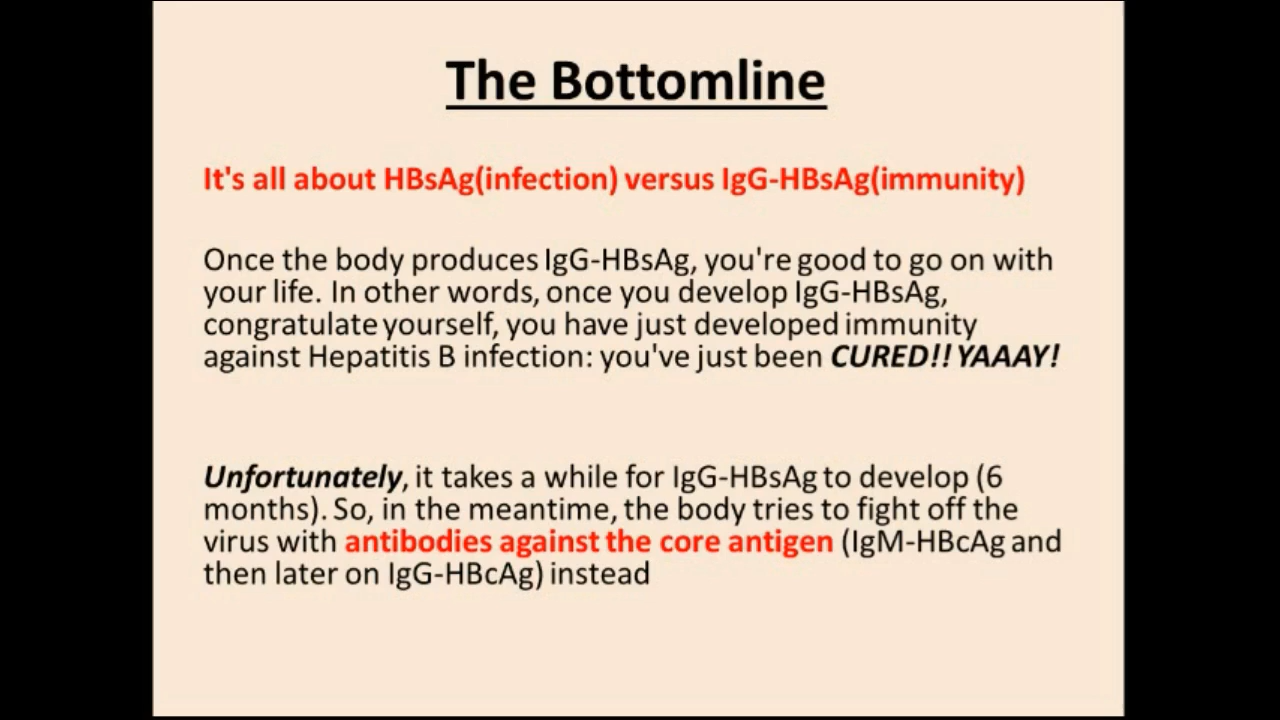 The Bottomline
It's all about HBsAg(infection) versus IgG-HBsAg(immunity)
Once the body produces IgG-HBsAg, you're good to go on with
your life. In other words, once you develop IgG-HBsAg,
congratulate yourself, you have just developed immunity
against Hepatitis B infection: you've just been CURED!! YAAAY!
Unfortunately, it takes a while for IgG-HBsAg to develop (6
months). So, in the meantime, the body tries to fight off the
virus with antibodies against the core antigen (IgM-HBcAg and
then later on IgG-HBcAg) instead